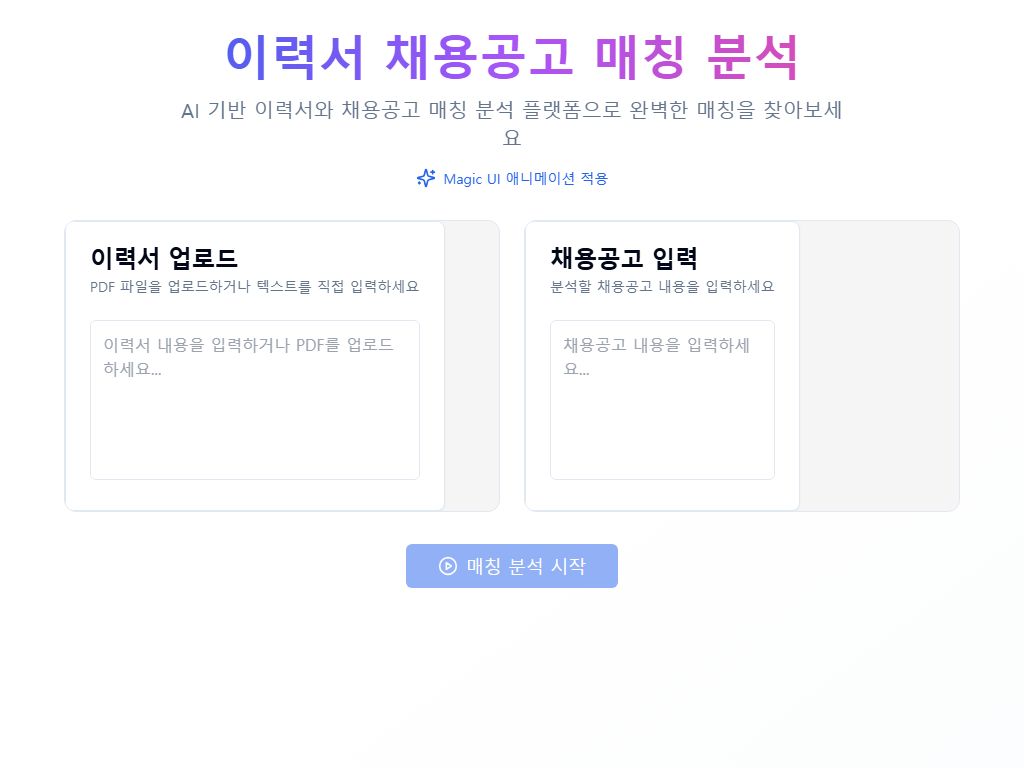 이력서 채용공고 매칭 분석
AI 기반 이력서와 채용공고 매칭 분석 플랫폼으로 완벽한 매칭을 찾아보세
요
Magic UI 애니메이션 적용
이력서 업로드
PDF 파일을 업로드하거나 텍스트를 직접 입력하세요
이력서 내용을 입력하거나 PDF를 업로드
하세요...
채용공고 입력
분석할 채용공고 내용을 입력하세요
채용공고 내용을 입력하세
요...
매칭 분석 시작